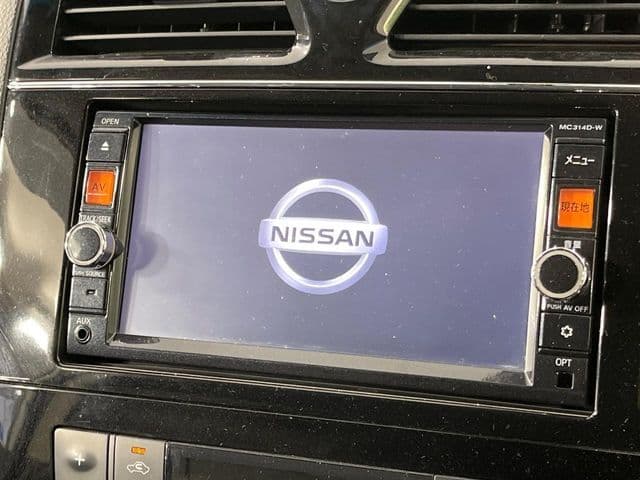 OPEN
MC314D-W
メニュー
AV
現在地
TRACK/SEEK
NISSAN
PUSH SOURCE
PUSH AV OFF
AUX
OPT